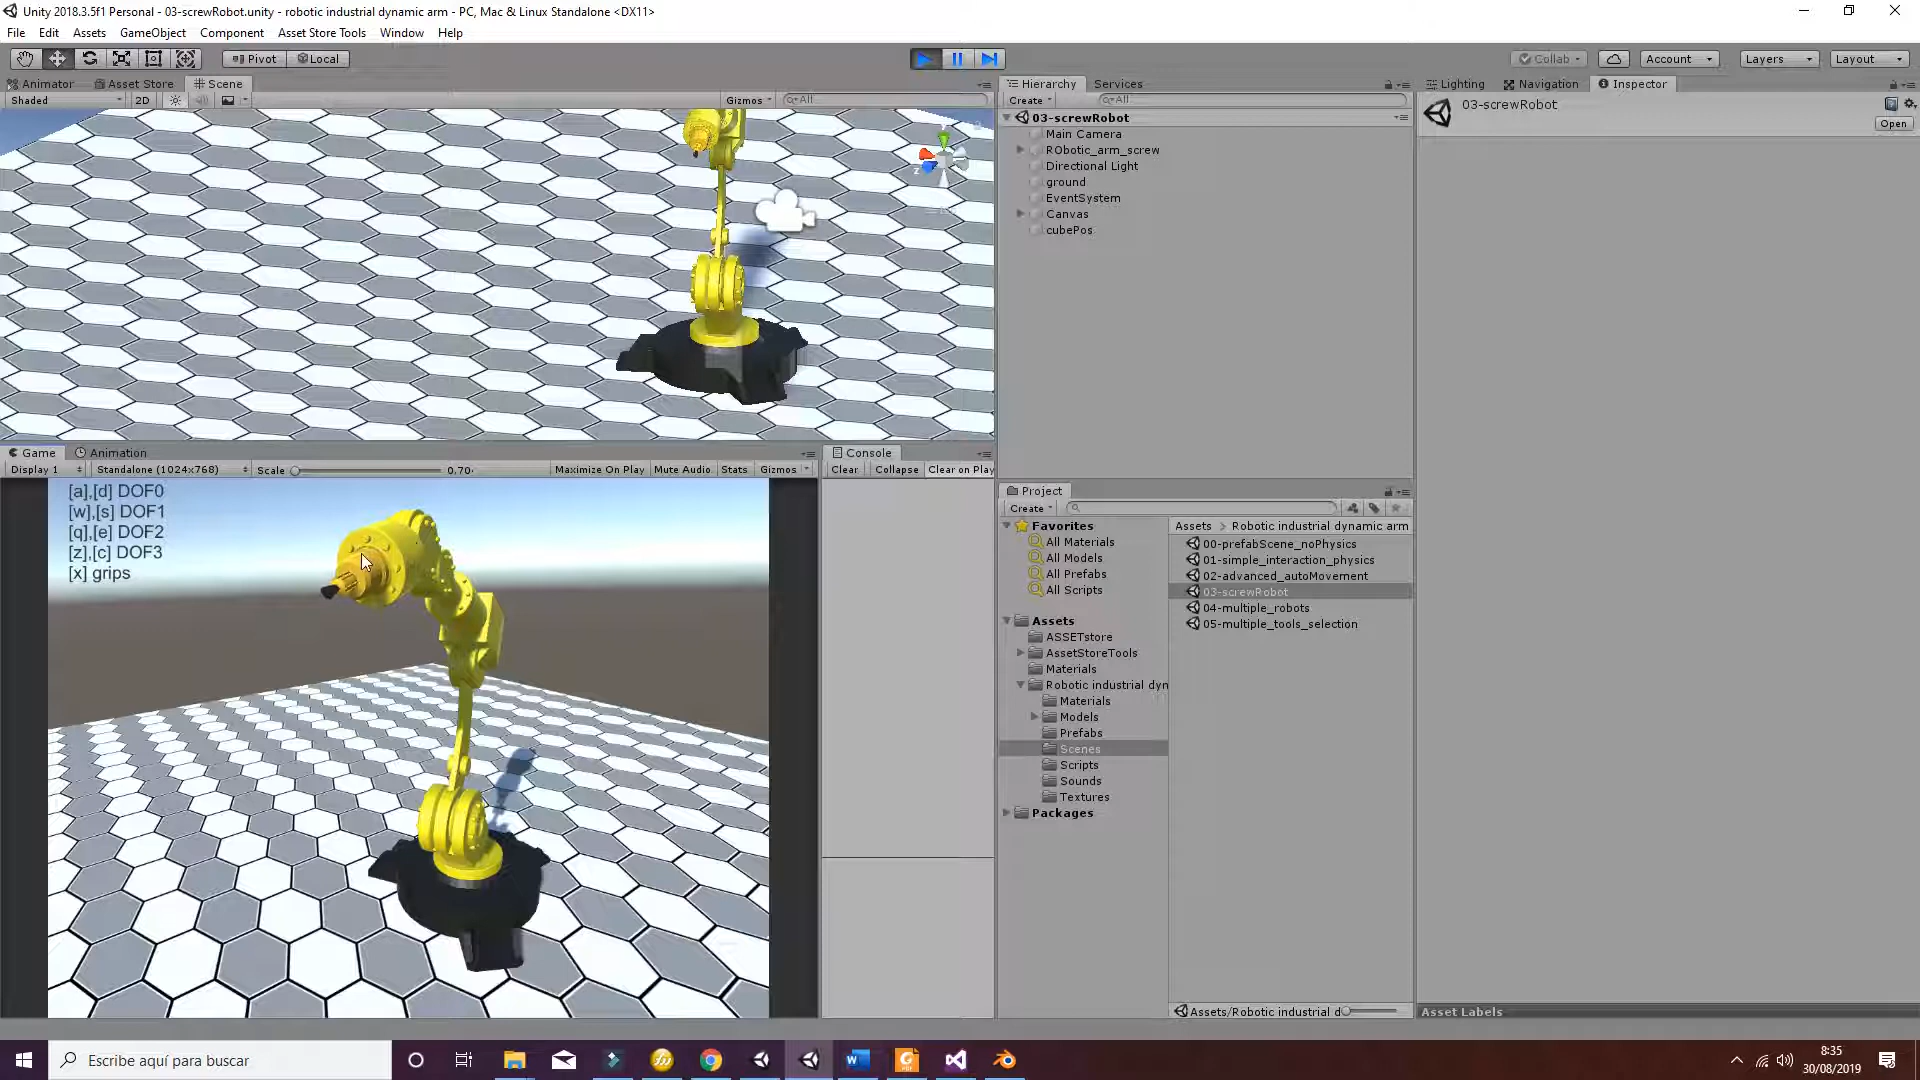 Unity 2018.3.5f1 Personal - 03-screwRobot.unity - robotic industrial dynamic arm - PC, Mac & Linux Standalone <DX11>
File Edit Assets GameObject Component Asset Store Tools Window Help
Pivot Local Collab Account Layers Layout
Animator Asset Store Scene
Shaded 2D Gizmos All
Hierarchy Services
Create All
03-screwRobot
Main Camera
RObotic_arm_screw
Directional Light
ground
EventSystem
Canvas
cubePos
Lighting Navigation Inspector
03-screwRobot
Open
z
Game Animation
Display 1 Standalone (1024x768) Scale 0.70 Maximize On Play Mute Audio Stats Gizmos
[a],[d] DOF0
[w],[s] DOF1
[q],[e] DOF2
[z],[c] DOF3
[x] grips
Console
Clear Collapse Clear on Play
Project
Create
Favorites
All Materials
All Models
All Prefabs
All Scripts
Assets
ASSETstore
AssetStoreTools
Materials
Robotic industrial dyn
Materials
Models
Prefabs
Scenes
Scripts
Sounds
Textures
Packages
Assets > Robotic industrial dynamic arm
00-prefabScene_noPhysics
01-simple_interaction_physics
02-advanced_autoMovement
03-screwRobot
04-multiple_robots
05-multiple_tools_selection
Assets/Robotic industrial d
Asset Labels
Escribe aquí para buscar
8:35
30/08/2019